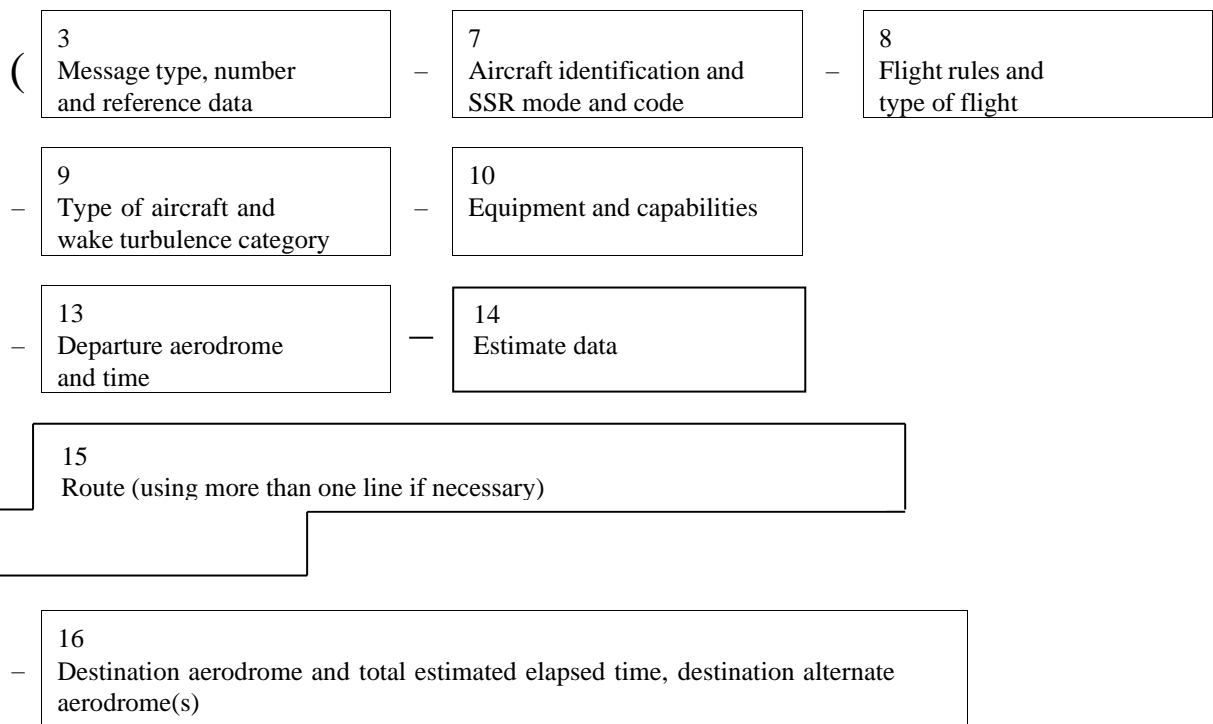 ( 3 – 7 – 8
Message type, number Aircraft identification and Flight rules and
and reference data SSR mode and code type of flight
– 9 – 10
Type of aircraft and Equipment and capabilities
wake turbulence category
– 13 – 14
Departure aerodrome Estimate data
and time
15
Route (using more than one line if necessary)
– 16
Destination aerodrome and total estimated elapsed time, destination alternate
aerodrome(s)